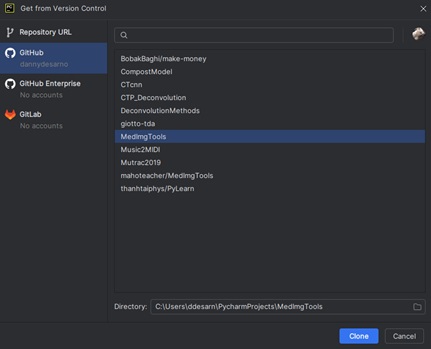 PC
Get from Version Control
Repository URL
GitHub
dannydesarno
GitHub Enterprise
No accounts
GitLab
No accounts
BobakBaghi/make-money
CompostModel
CTcnn
CTP_Deconvolution
DeconvolutionMethods
giotto-tda
MedImgTools
Music2MIDI
Mutrac2019
mahoteacher/MedImgTools
thanhtaiphys/PyLearn
Directory: C:\Users\ddesarn\PycharmProjects\MedImgTools
Clone Cancel